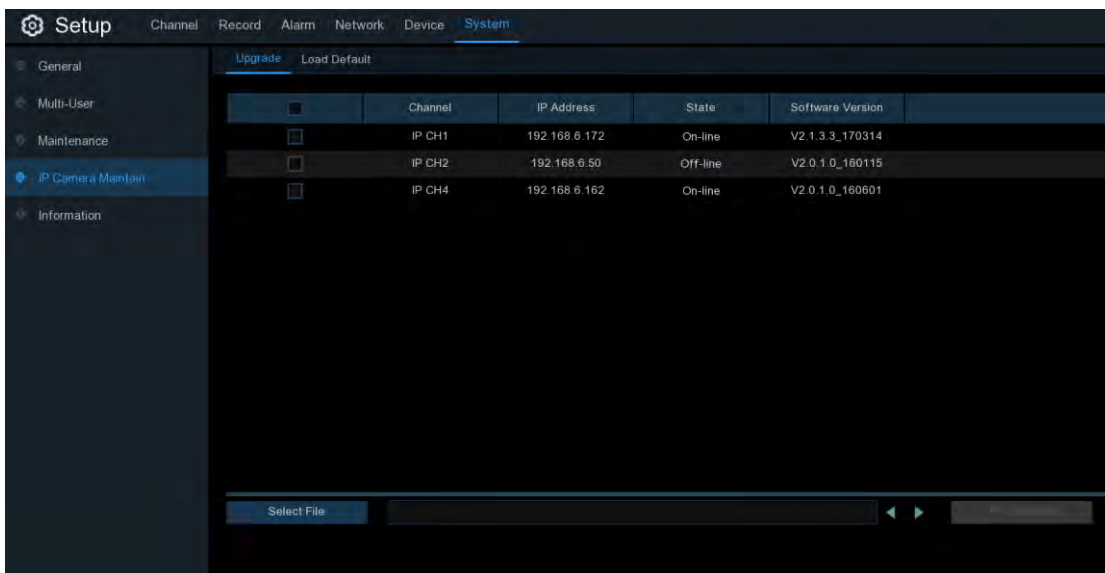 Setup Channel Record Alarm Network Device System
General
Multi-User
Maintenance
IP Camera Maintain
Information
Upgrade Load Default
Channel IP Address State Software Version
IP CH1 192.168.6.172 On-line V2.1.3.3_170314
IP CH2 192.168.6.50 Off-line V2.0.1.0_160115
IP CH4 192.168.6.162 On-line V2.0.1.0_160601
Select File